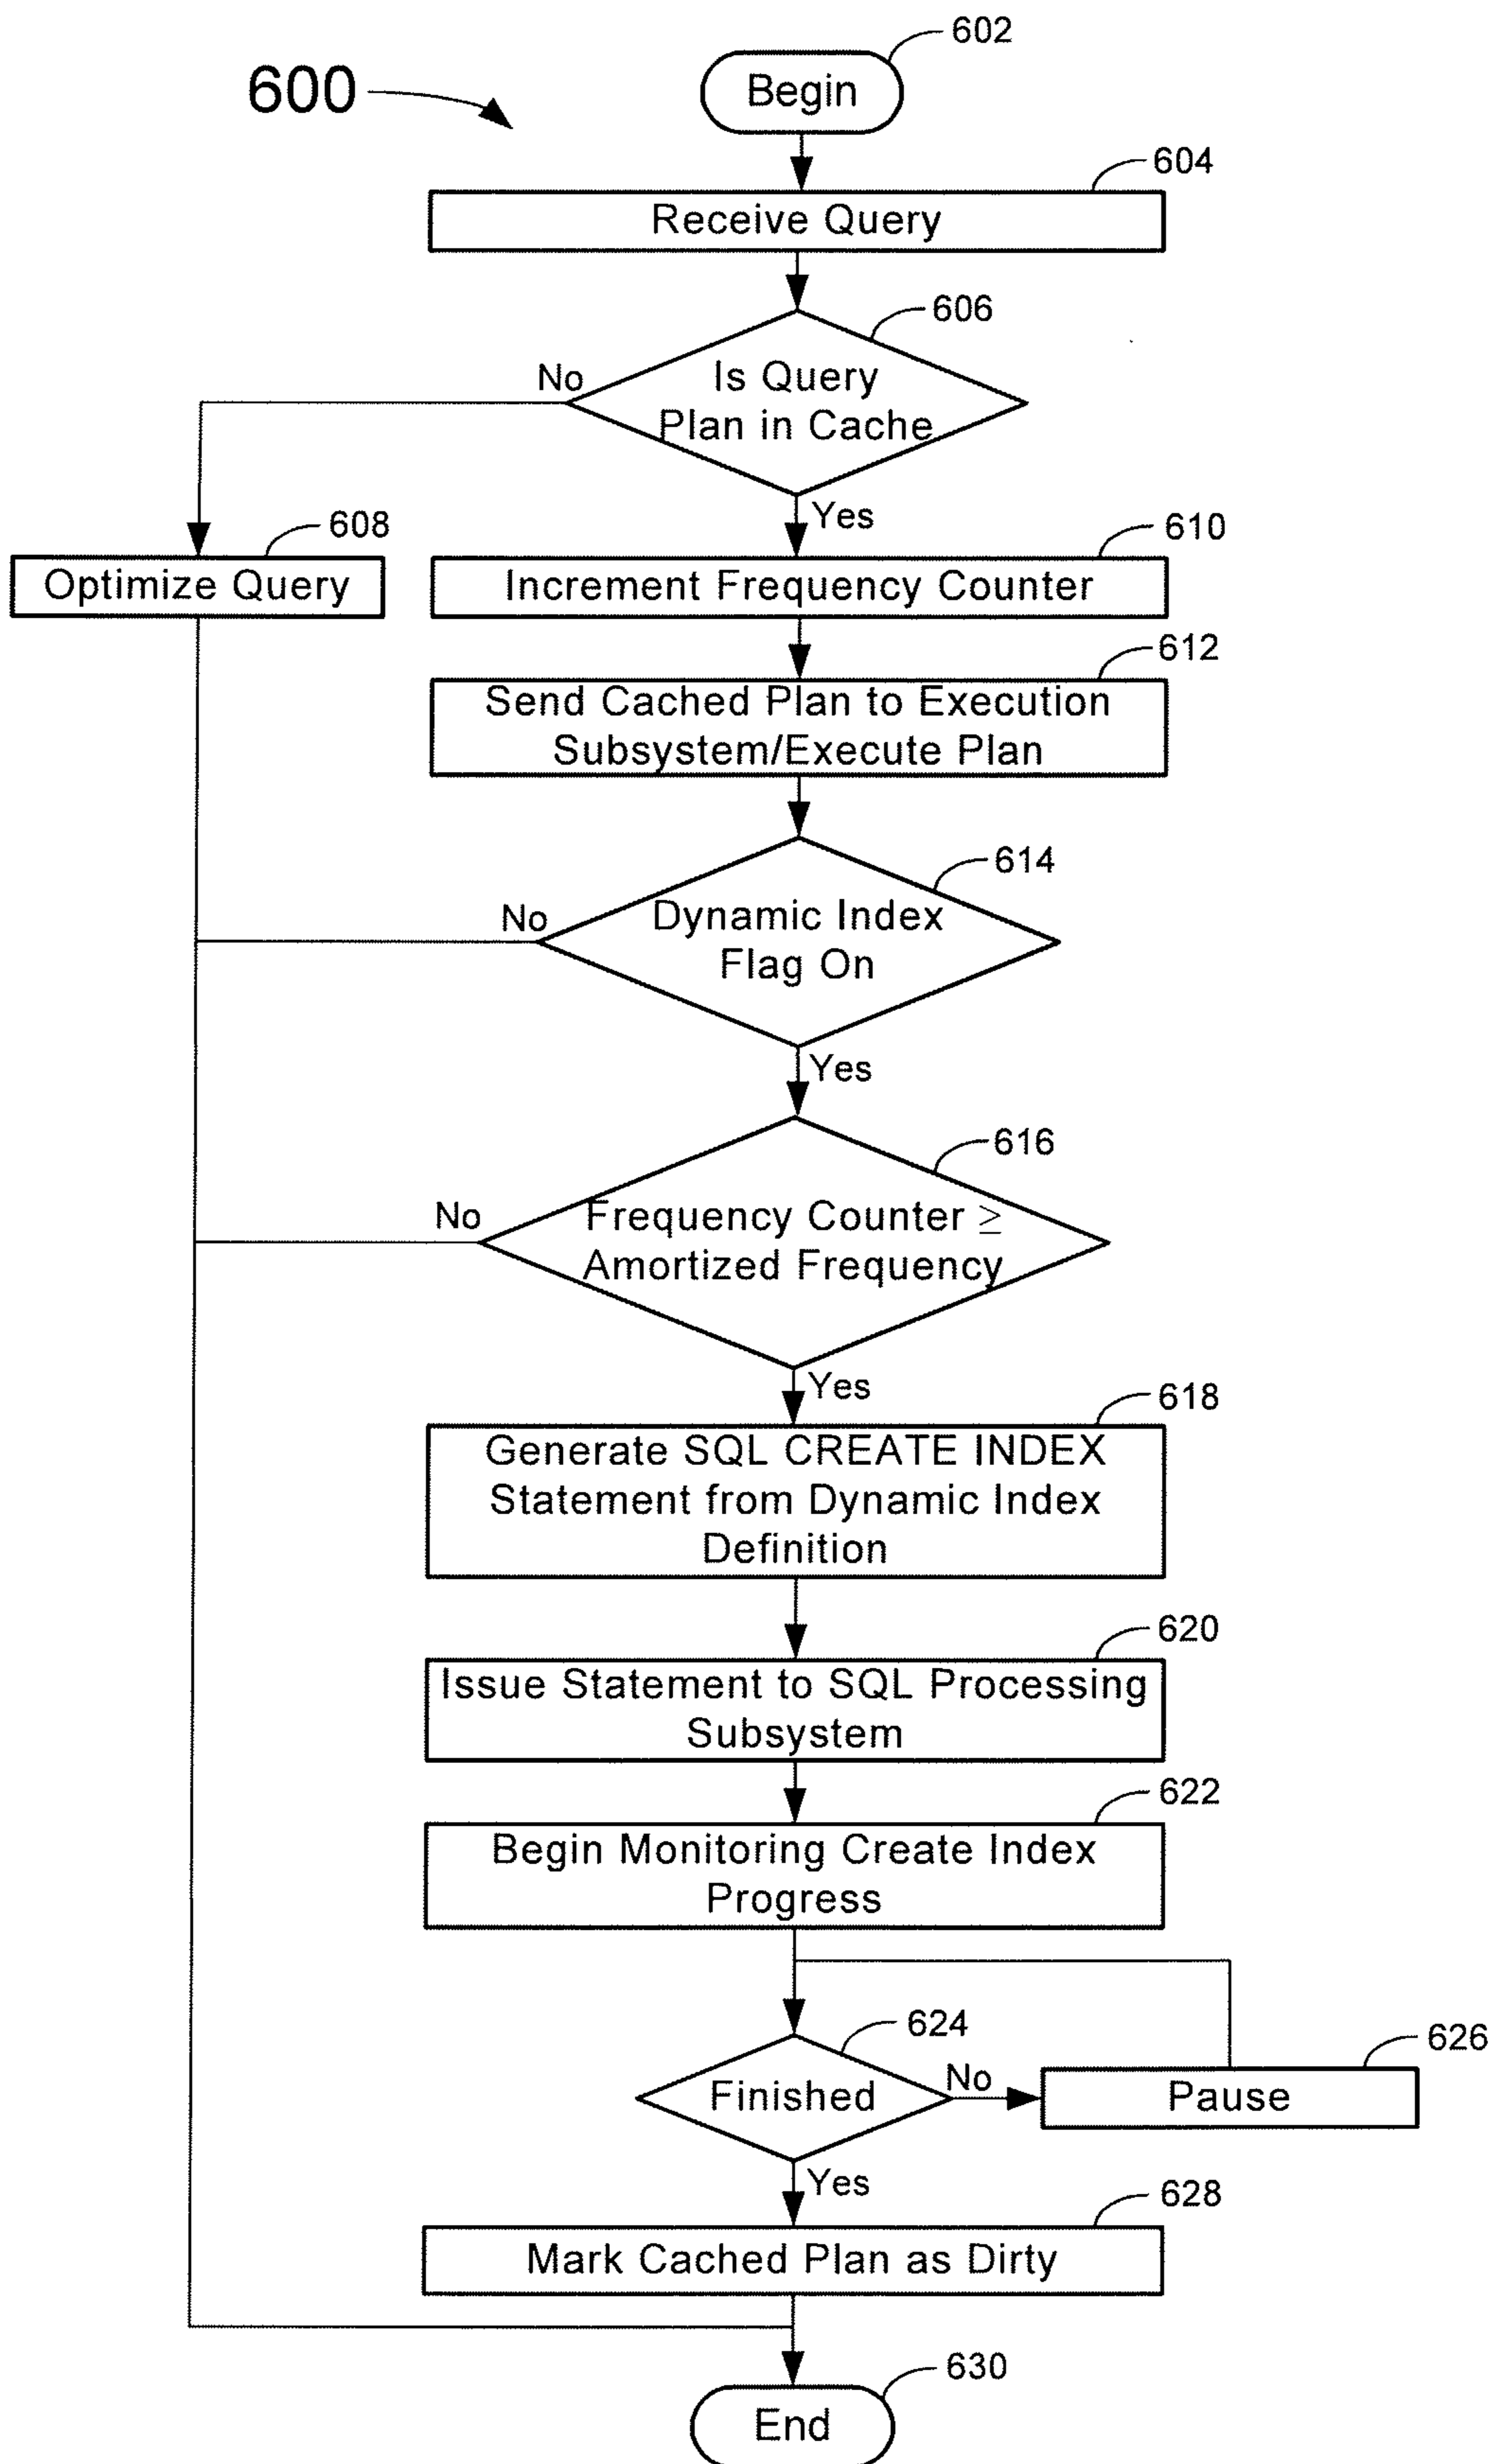 602
600
Begin
604
Receive Query
606
No
Is Query
Plan in Cache
Yes
608
610
Optimize Query
Increment Frequency Counter
612
Send Cached Plan to Execution
Subsystem/Execute Plan
614
No
Dynamic Index
Flag On
Yes
616
No
Frequency Counter ≥
Amortized Frequency
Yes
618
Generate SQL CREATE INDEX
Statement from Dynamic Index
Definition
620
Issue Statement to SQL Processing
Subsystem
622
Begin Monitoring Create Index
Progress
624
626
Finished
No
Pause
Yes
628
Mark Cached Plan as Dirty
630
End